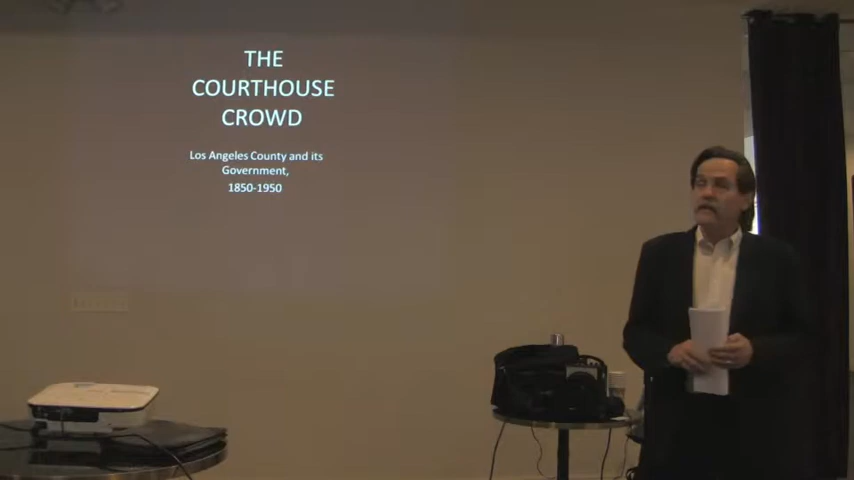 THE
COURTHOUSE
CROWD
Los Angeles County and its
Government,
1850-1950